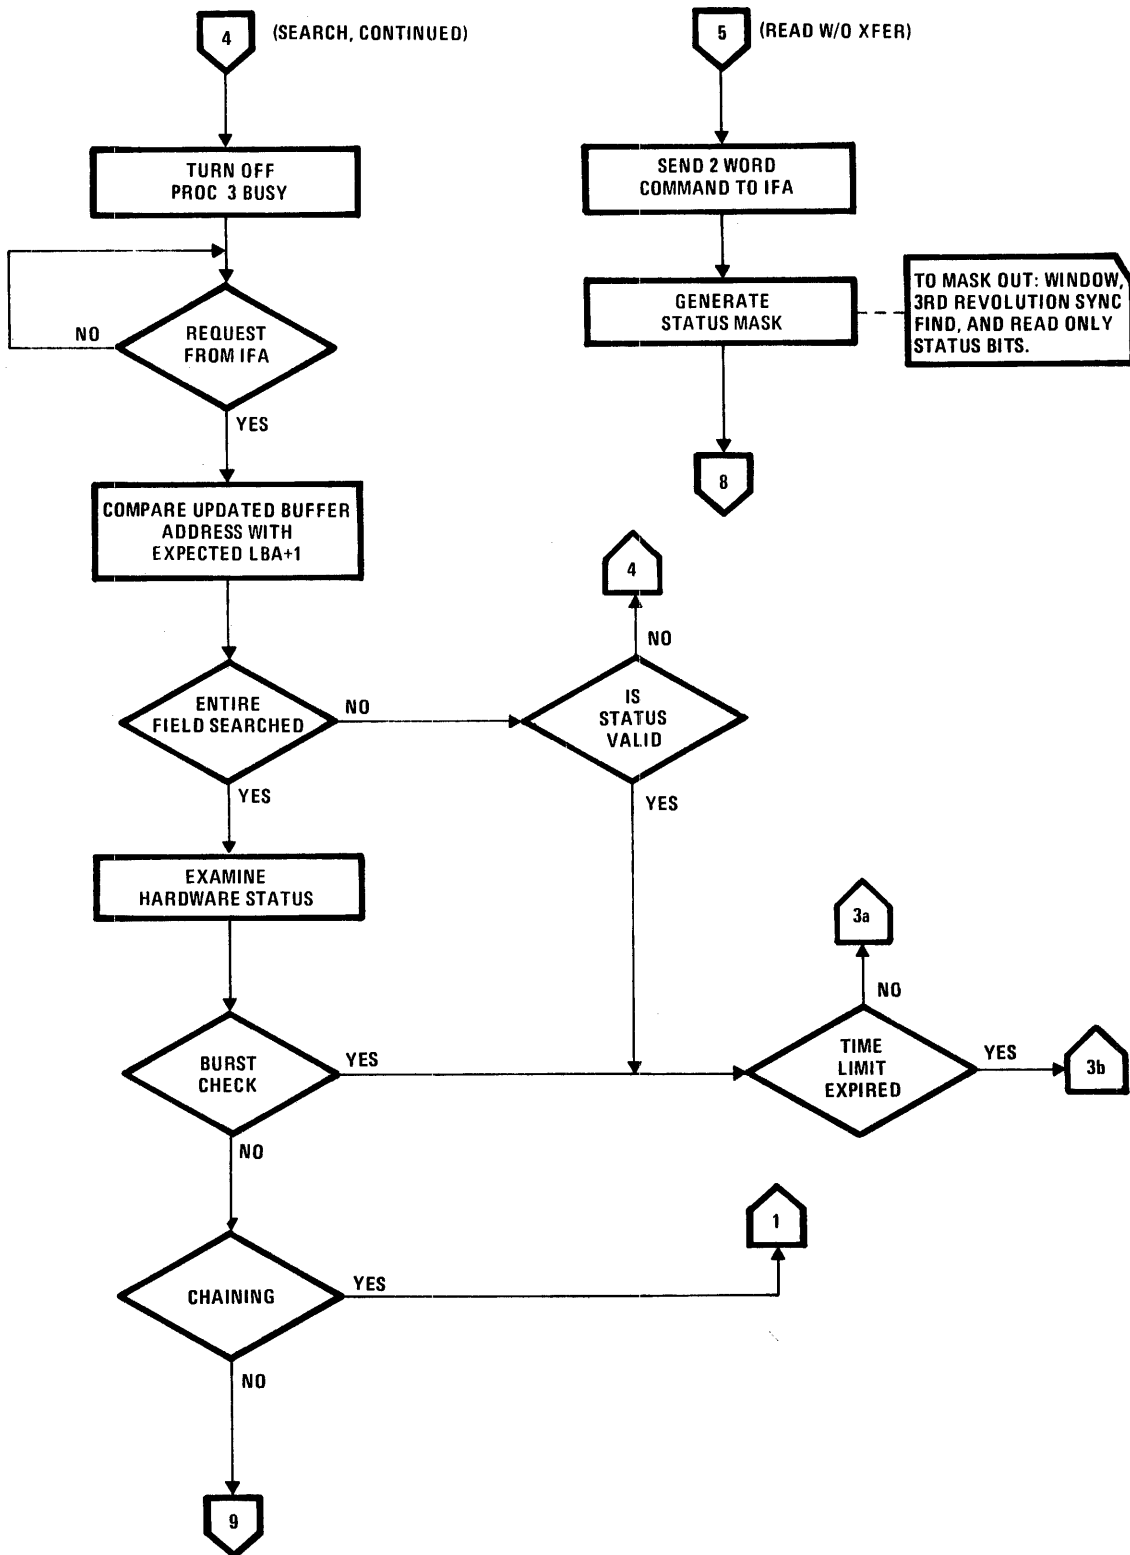 4
(SEARCH, CONTINUED)
TURN OFF
PROC 3 BUSY
NO
REQUEST
FROM IFA
YES
COMPARE UPDATED BUFFER
ADDRESS WITH
EXPECTED LBA+1
ENTIRE
FIELD SEARCHED
NO
YES
4
NO
IS
STATUS
VALID
YES
EXAMINE
HARDWARE STATUS
BURST
CHECK
YES
NO
3a
NO
TIME
LIMIT
EXPIRED
YES
3b
CHAINING
YES
1
NO
9
5
(READ W/O XFER)
SEND 2 WORD
COMMAND TO IFA
GENERATE
STATUS MASK
TO MASK OUT: WINDOW,
3RD REVOLUTION SYNC
FIND, AND READ ONLY
STATUS BITS.
8